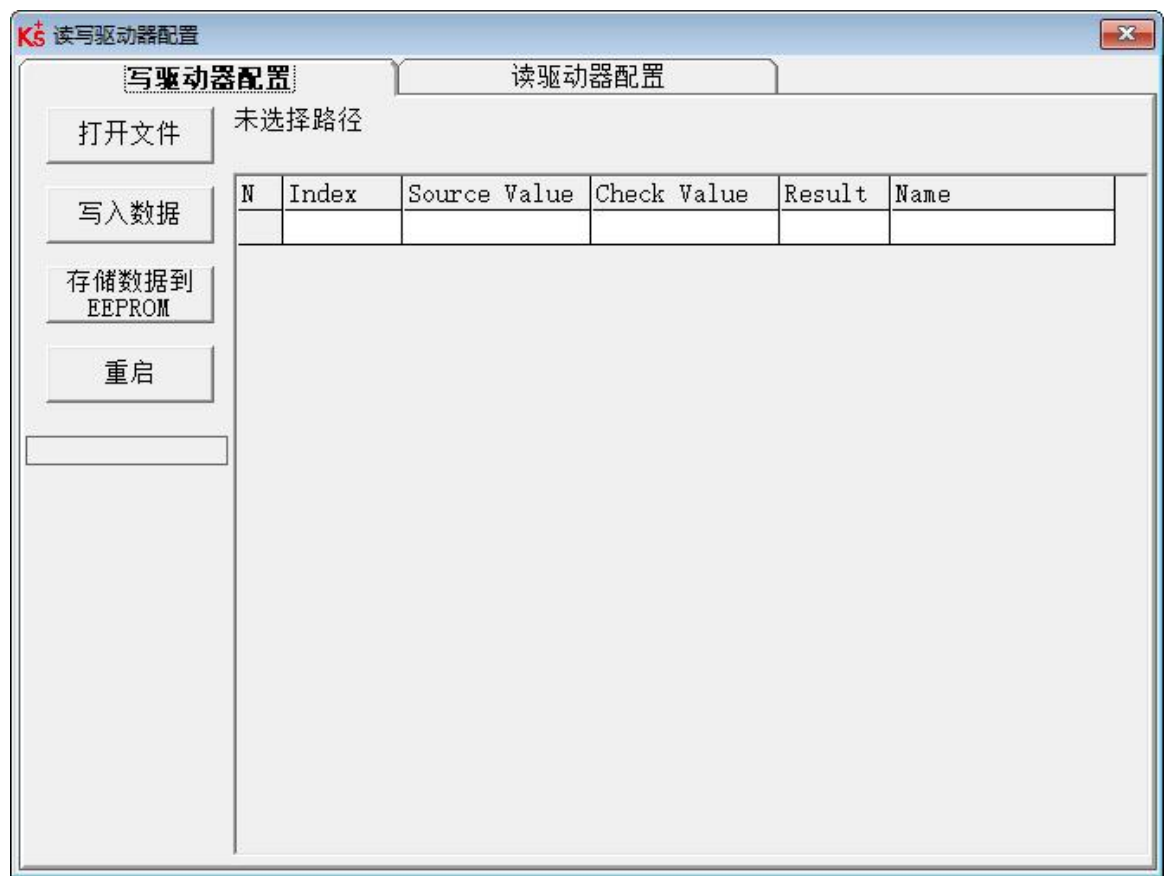 K+S 读写驱动器配置
写驱动器配置 读驱动器配置
打开文件 未选择路径
N Index Source Value Check Value Result Name
写入数据
存储数据到
EEPROM
重启